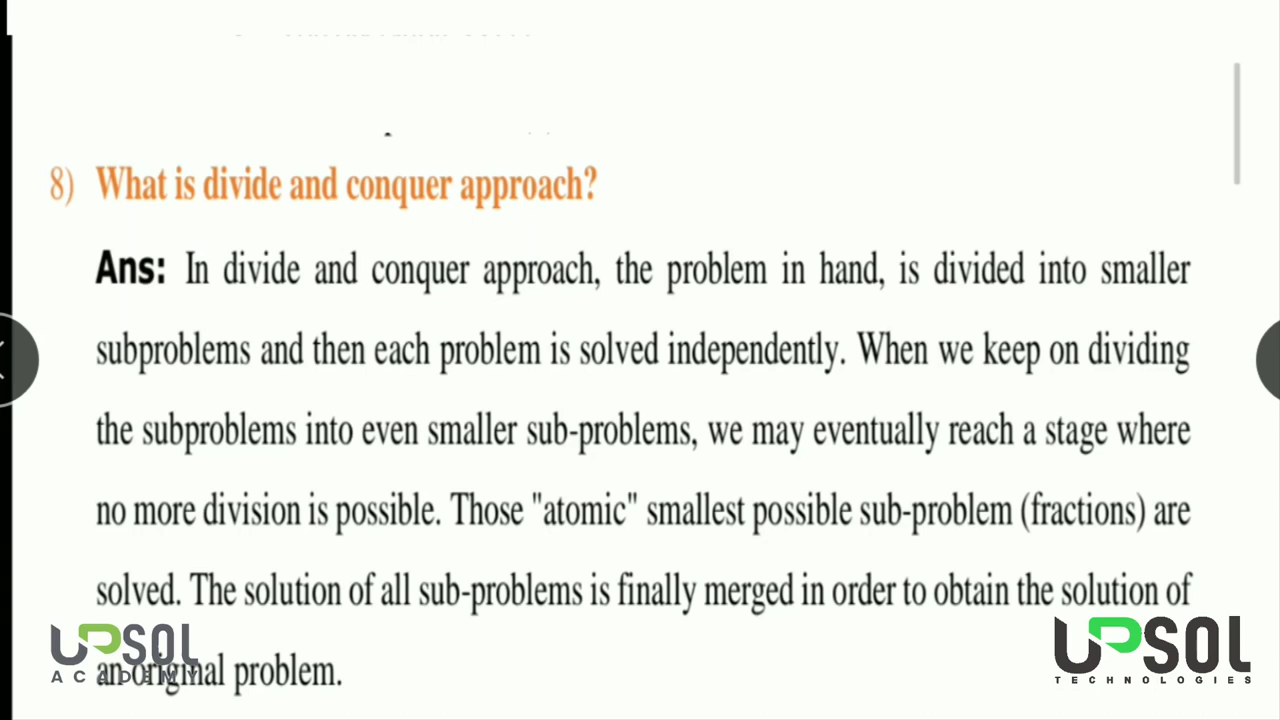 8) What is divide and conquer approach?
Ans: In divide and conquer approach, the problem in hand, is divided into smaller
subproblems and then each problem is solved independently. When we keep on dividing
the subproblems into even smaller sub-problems, we may eventually reach a stage where
no more division is possible. Those "atomic" smallest possible sub-problem (fractions) are
solved. The solution of all sub-problems is finally merged in order to obtain the solution of
an original problem.
UPSOL
ACADEMY
UPSOL
TECHNOLOGIES